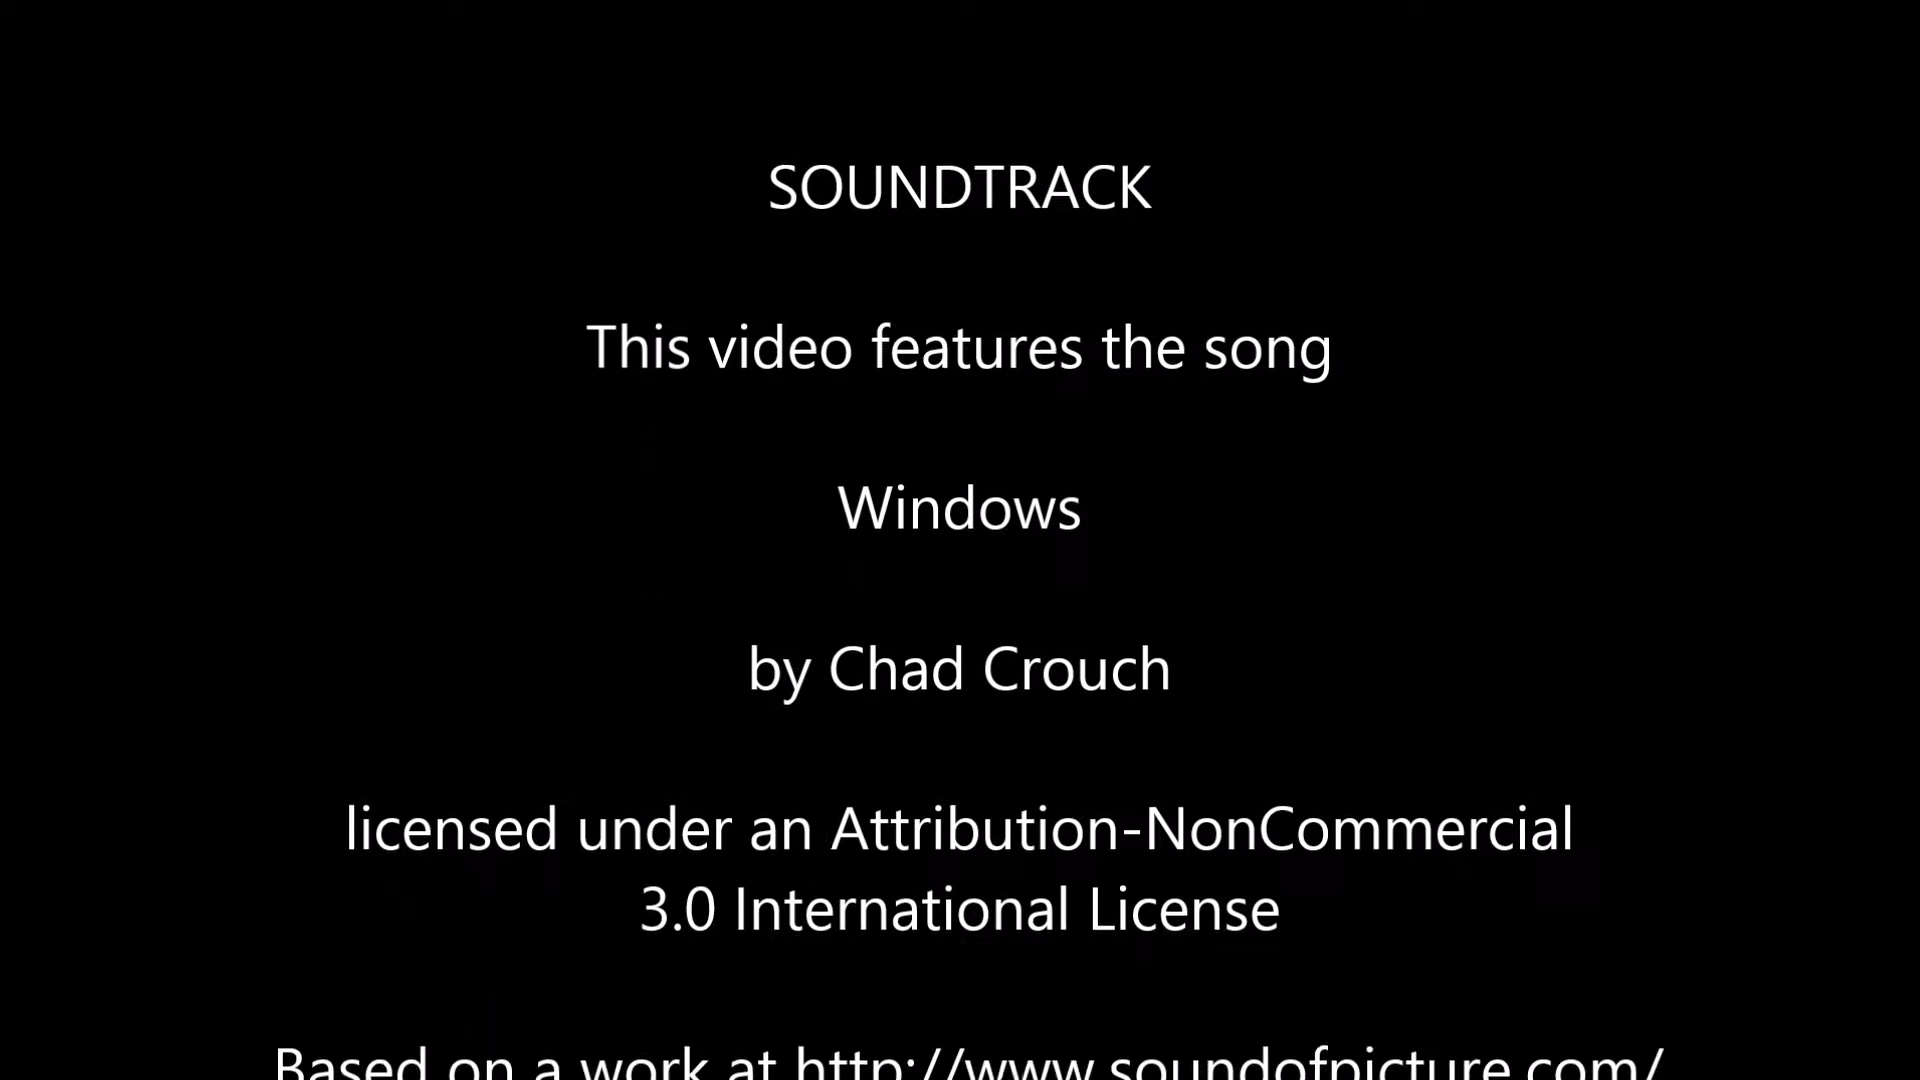 SOUNDTRACK
This video features the song
Windows
by Chad Crouch
licensed under an Attribution-NonCommercial
3.0 International License
Based on a work at http://www.soundofpicture.com/